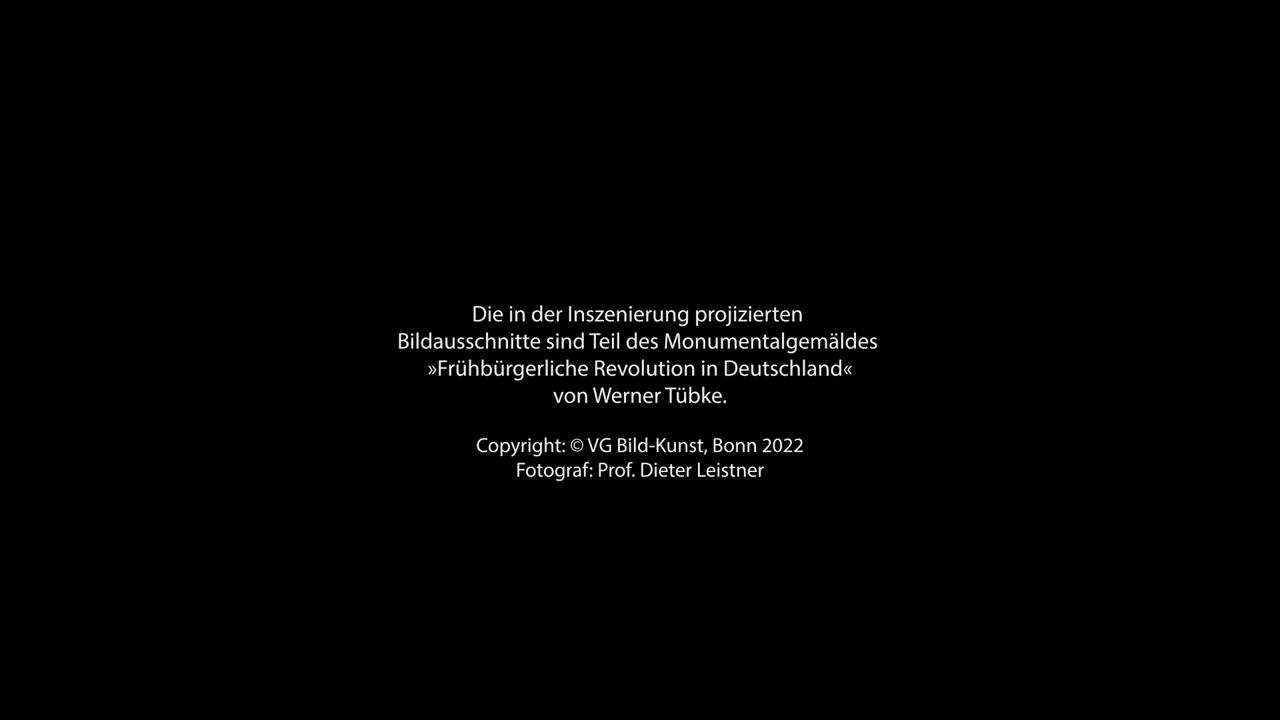 Die in der Inszenierung projizierten
Bildausschnitte sind Teil des Monumentalgemäldes
»Frühbürgerliche Revolution in Deutschland«
von Werner Tübke.
Copyright: © VG Bild-Kunst, Bonn 2022
Fotograf: Prof. Dieter Leistner